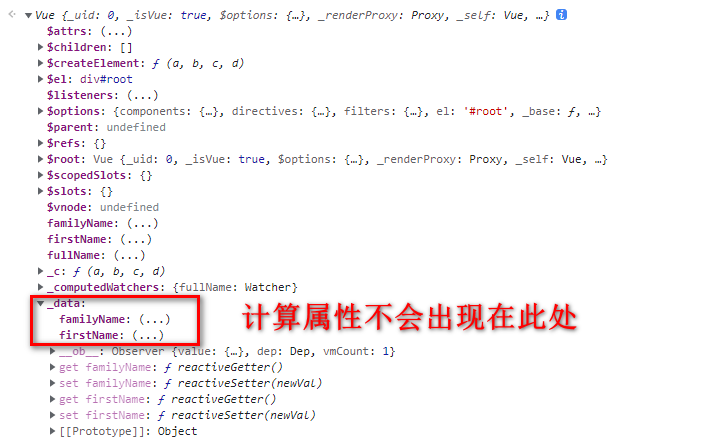 Vue {_uid: 0, _isVue: true, $options: {…}, _renderProxy: Proxy, _self: Vue, …} i
$attrs: (...)
$children: []
$createElement: ƒ (a, b, c, d)
$el: div#root
$listeners: (...)
$options: {components: {…}, directives: {…}, filters: {…}, el: '#root', _base: ƒ, …}
$parent: undefined
$refs: {}
$root: Vue {_uid: 0, _isVue: true, $options: {…}, _renderProxy: Proxy, _self: Vue, …}
$scopedSlots: {}
$slots: {}
$vnode: undefined
familyName: (...)
firstName: (...)
fullName: (...)
_c: ƒ (a, b, c, d)
_computedWatchers: {fullName: Watcher}
_data:
familyName: (...)
firstName: (...)
计算属性不会出现在此处
__ob__: Observer {value: {…}, dep: Dep, vmCount: 1}
get familyName: ƒ reactiveGetter()
set familyName: ƒ reactiveSetter(newVal)
get firstName: ƒ reactiveGetter()
set firstName: ƒ reactiveSetter(newVal)
[[Prototype]]: Object